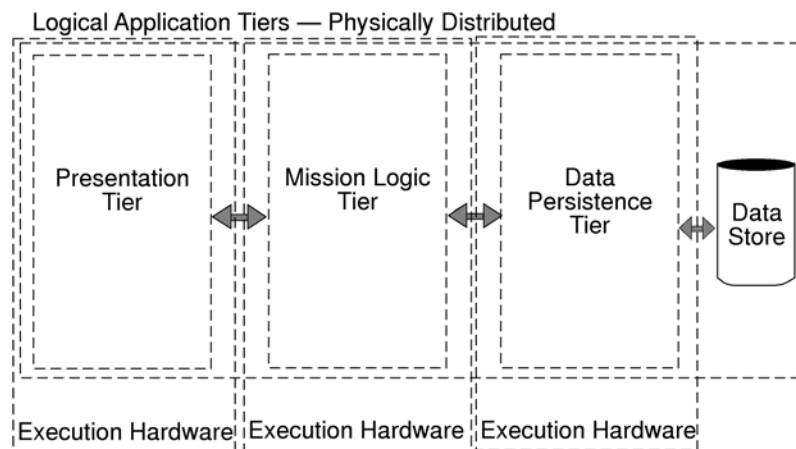 Logical Application Tiers — Physically Distributed
Presentation
Tier
Mission Logic
Tier
Data
Persistence
Tier
Data
Store
Execution Hardware
Execution Hardware
Execution Hardware